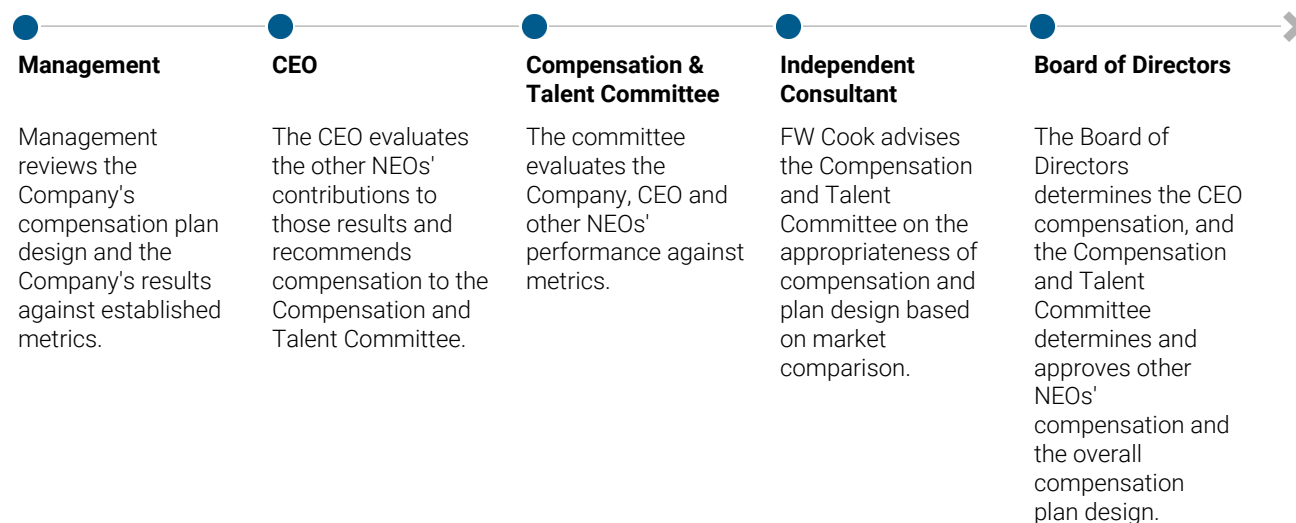 Management
Management
reviews the
Company's
compensation plan
design and the
Company's results
against established
metrics.
CEO
The CEO evaluates
the other NEOs'
contributions to
those results and
recommends
compensation to the
Compensation and
Talent Committee.
Compensation &
Talent Committee
The committee
evaluates the
Company, CEO and
other NEOs'
performance against
metrics.
Independent
Consultant
FW Cook advises
the Compensation
and Talent
Committee on the
appropriateness of
compensation and
plan design based
on market
comparison.
Board of Directors
The Board of
Directors
determines the CEO
compensation, and
the Compensation
and Talent
Committee
determines and
approves other
NEOs'
compensation and
the overall
compensation
plan design.